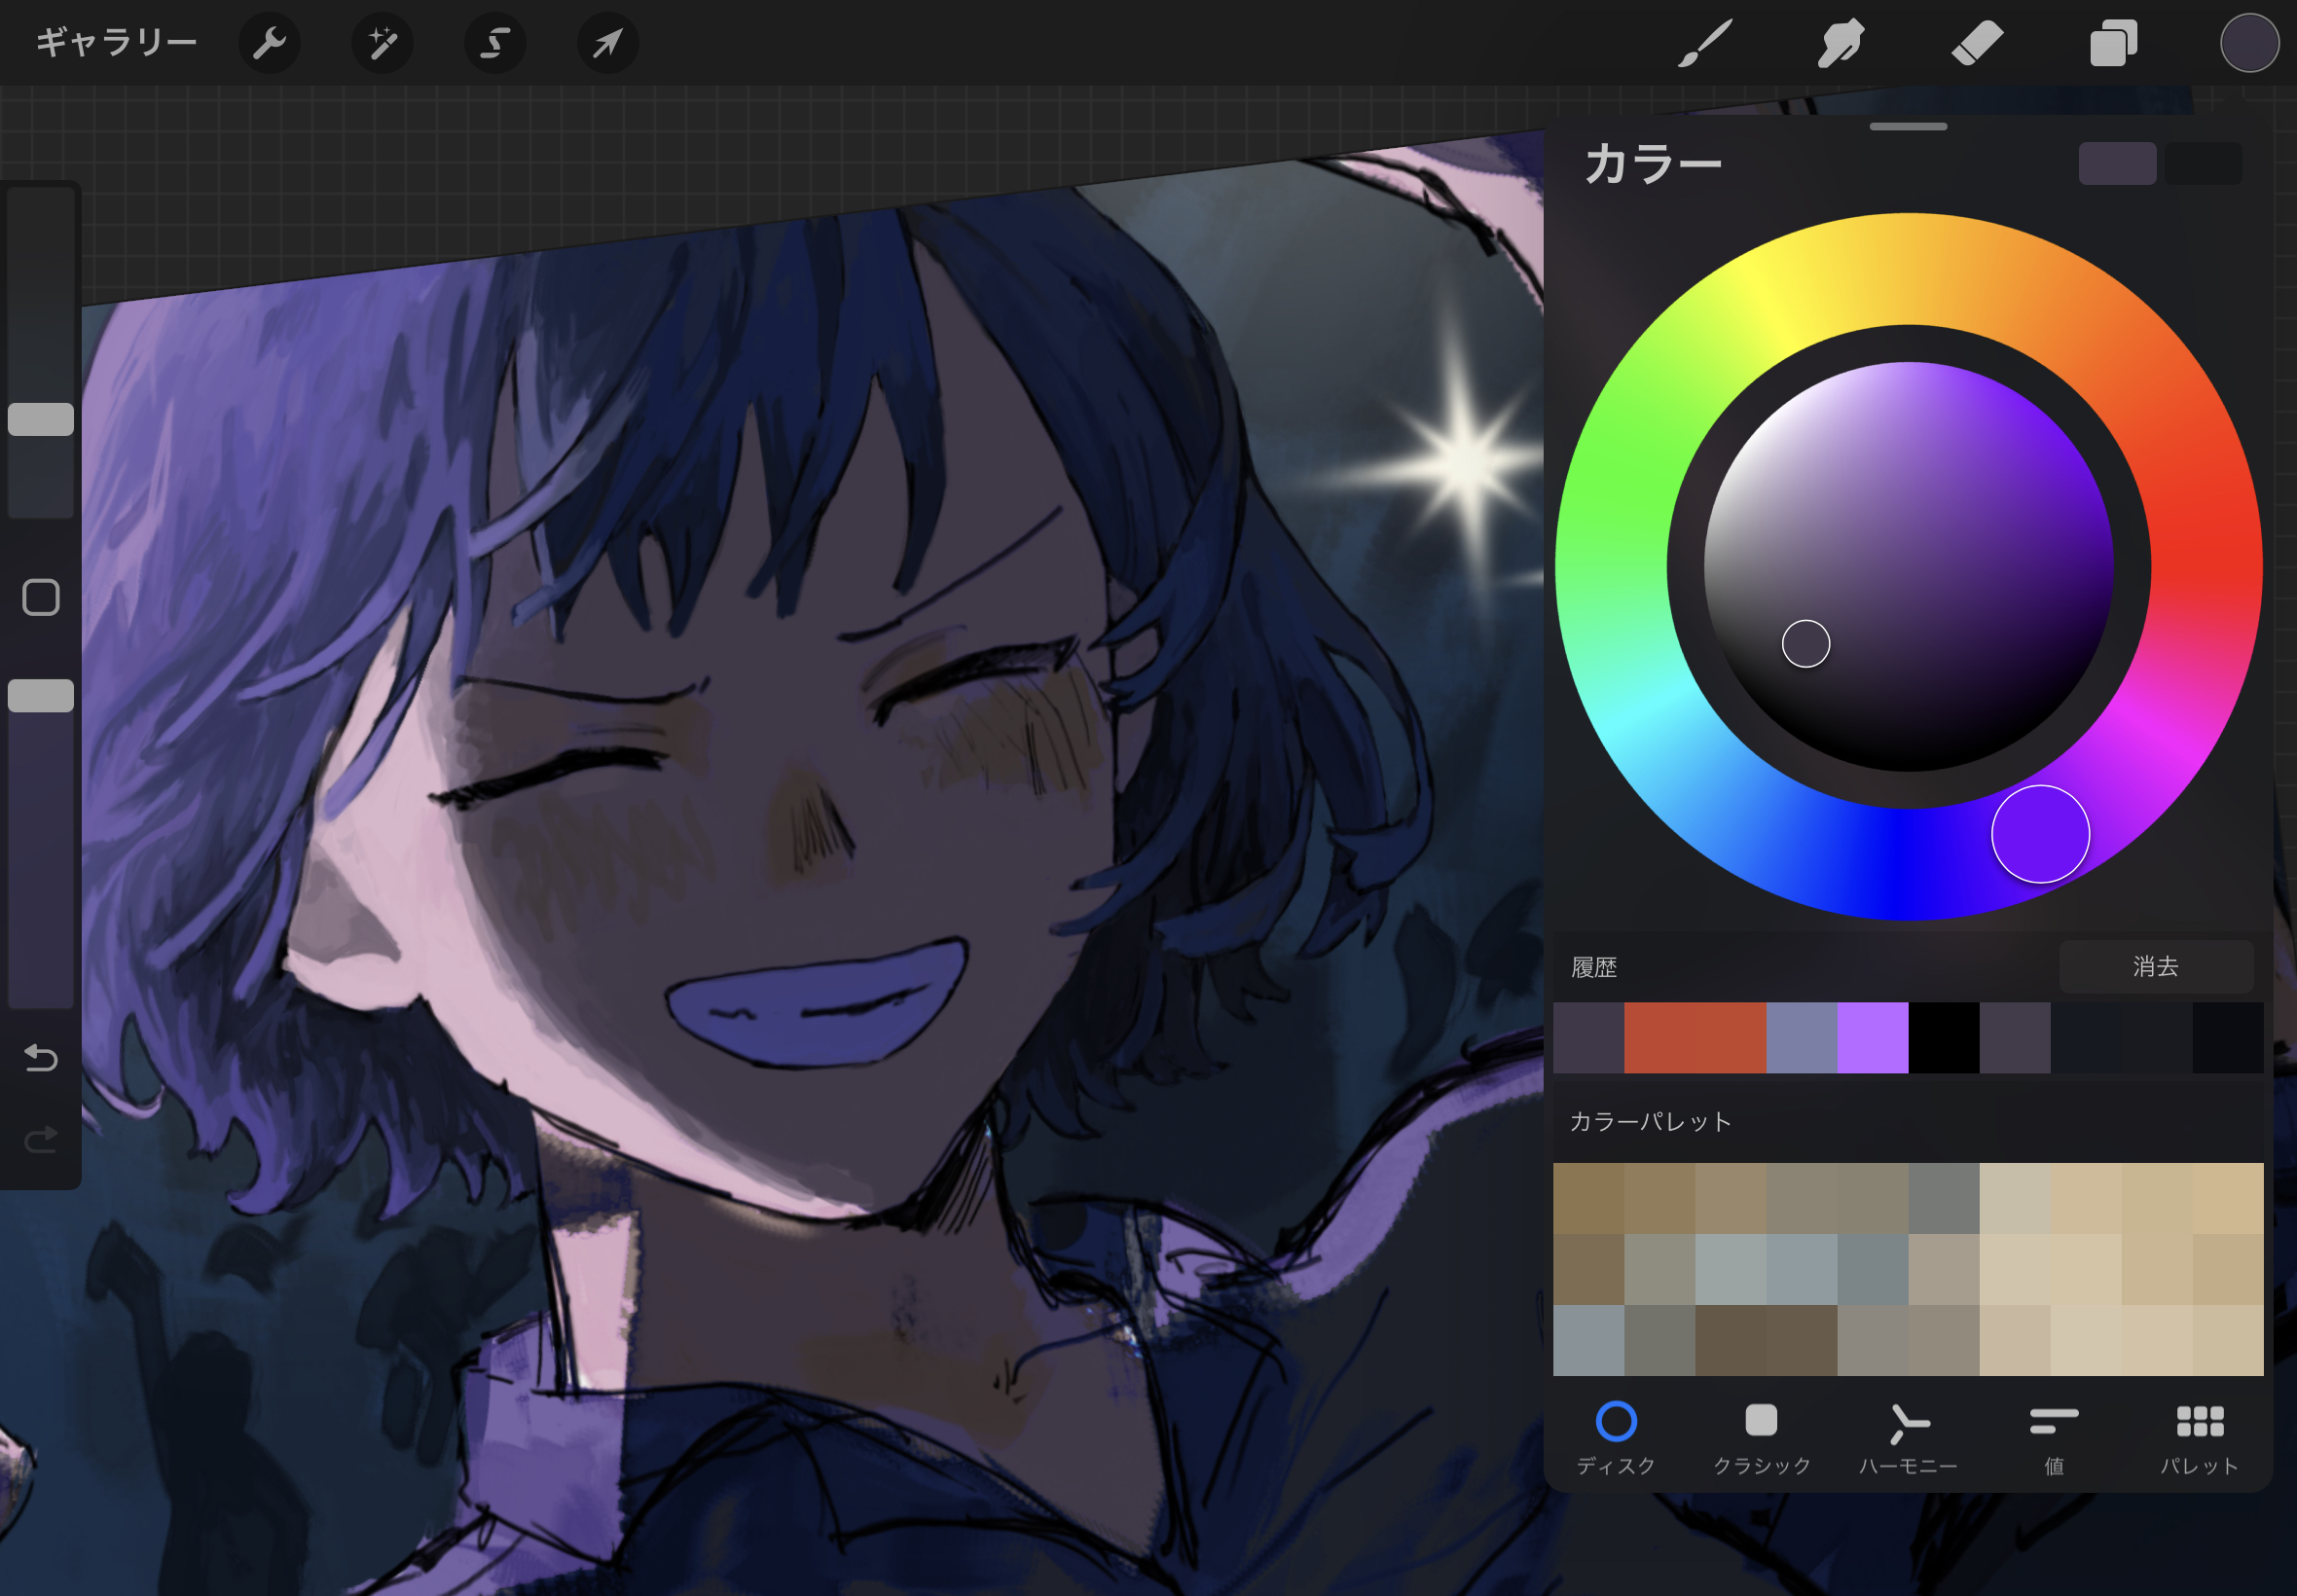 ギャラリー
カラー
履歴
消去
カラーパレット
ディスク
クラシック
ハーモニー
値
パレット